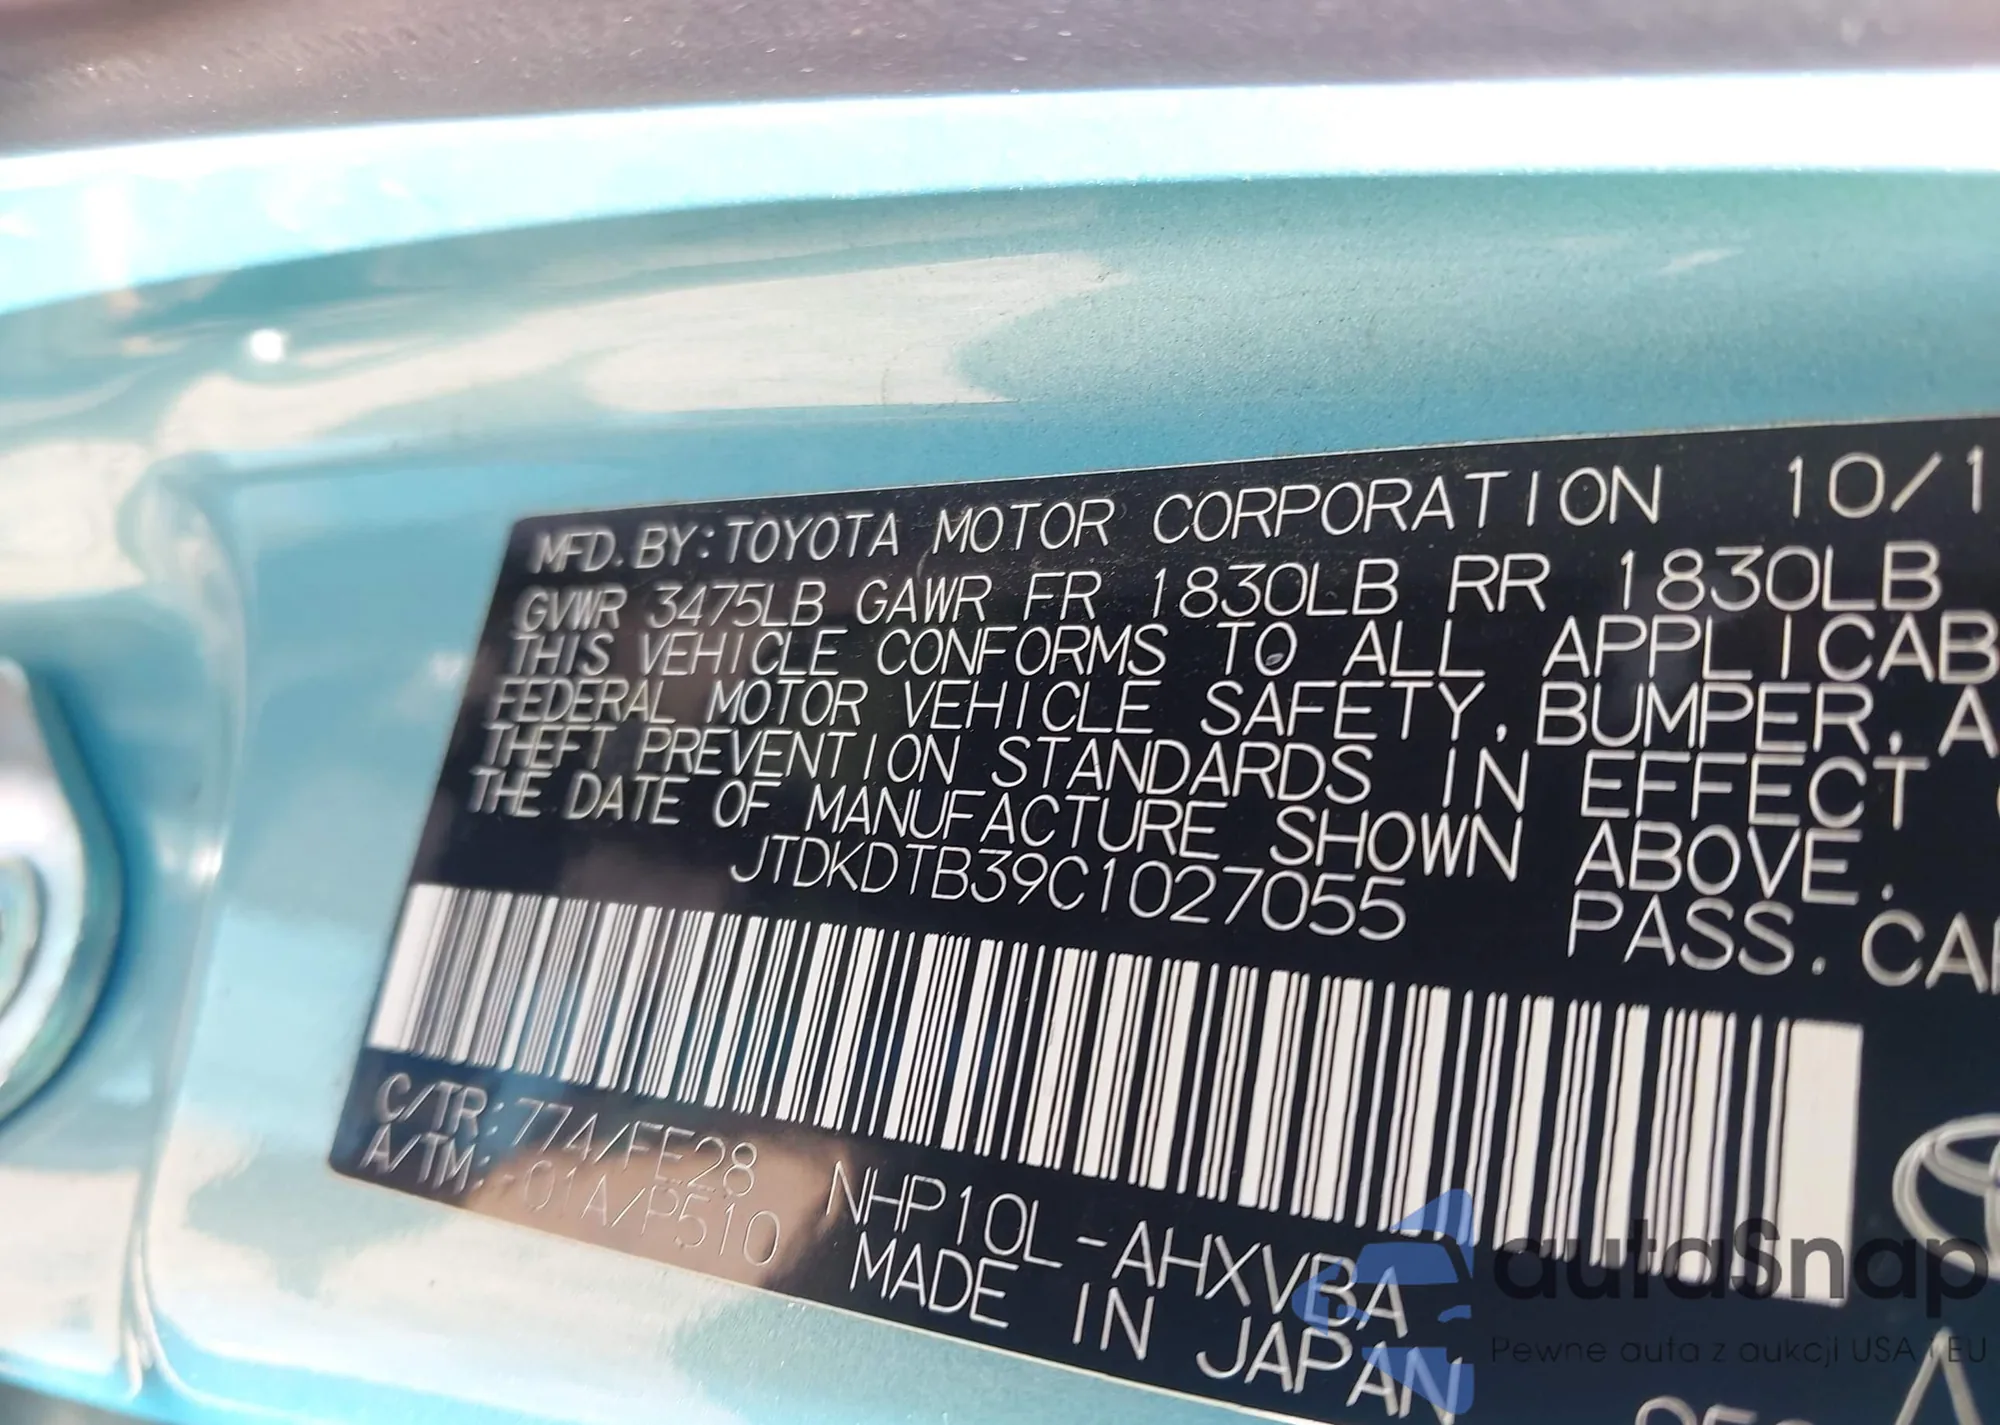 MFD. BY: TOYOTA MOTOR CORPORATION 10/1
GVWR 3475LB GAWR FR 1830LB RR 1830LB
THIS VEHICLE CONFORMS TO ALL APPLICAB
FEDERAL MOTOR VEHICLE SAFETY, BUMPER, A
THEFT PREVENTION STANDARDS IN EFFECT
THE DATE OF MANUFACTURE SHOWN ABOVE.
JTDKDTB39C1027055 PASS. CAR
C/TR: 774/FE28
A/TM: -01A/P510
NHP10L-AHXVBA
MADE IN JAPAN
autaSnap
Pewne auta z aukcji USA i EU